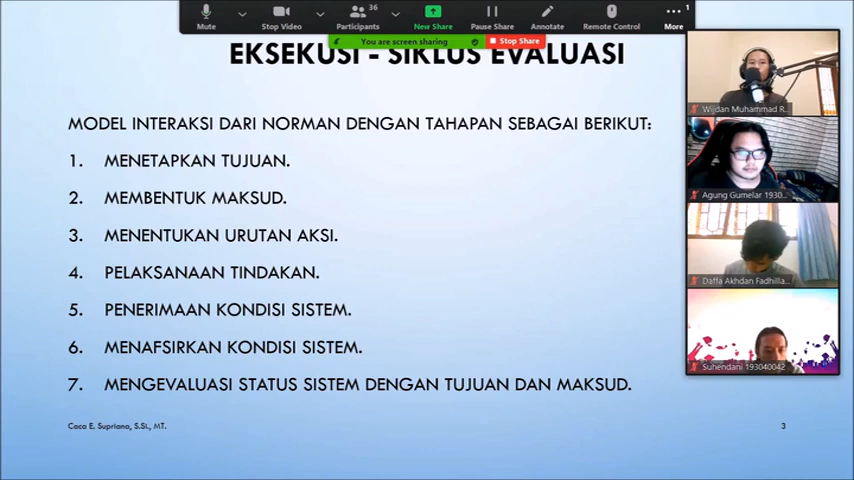 36
1
Mute
Stop Video
Participants
New Share
Pause Share
Annotate
Remote Control
More
You are screen sharing
Stop Share
EKSEKUSI - SIKLUS EVALUASI
MODEL INTERAKSI DARI NORMAN DENGAN TAHAPAN SEBAGAI BERIKUT:
1. MENETAPKAN TUJUAN.
2. MEMBENTUK MAKSUD.
3. MENENTUKAN URUTAN AKSI.
4. PELAKSANAAN TINDAKAN.
5. PENERIMAAN KONDISI SISTEM.
6. MENAFSIRKAN KONDISI SISTEM.
7. MENGEVALUASI STATUS SISTEM DENGAN TUJUAN DAN MAKSUD.
Caca E. Supriana, S.Si., MT.
3
Wijdan Muhammad R...
Agung Gumelar 1930...
Daffa Akhdan Fadhilla...
Suhendani 193040042